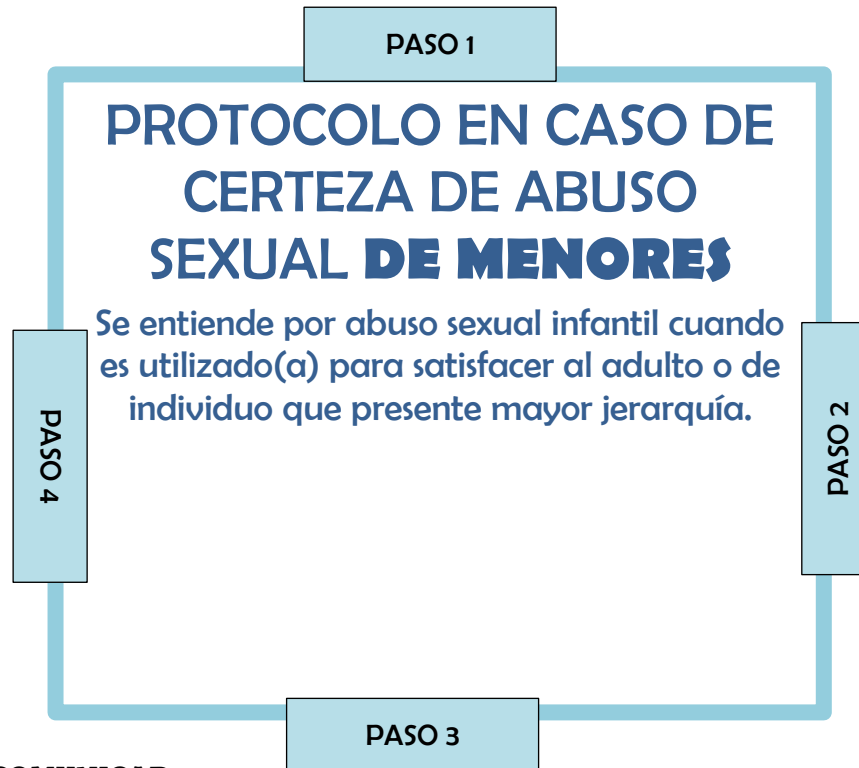 PASO 1
PROTOCOLO EN CASO DE
CERTEZA DE ABUSO
SEXUAL DE MENORES
Se entiende por abuso sexual infantil cuando
es utilizado(a) para satisfacer al adulto o de
individuo que presente mayor jerarquía.
PASO 4
PASO 2
PASO 3